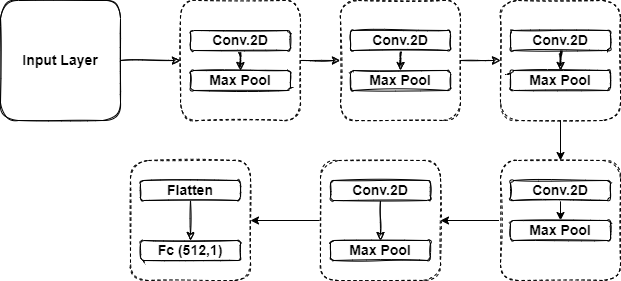 Input Layer
Conv.2D
Max Pool
Conv.2D
Max Pool
Conv.2D
Max Pool
Conv.2D
Max Pool
Conv.2D
Max Pool
Flatten
Fc (512,1)